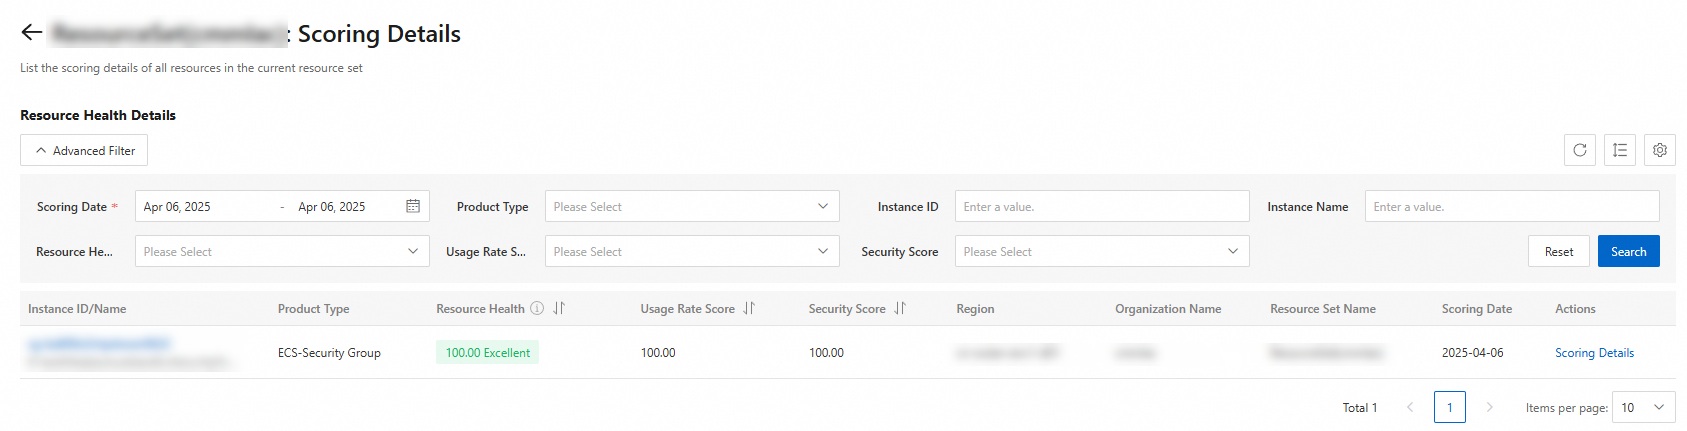 : Scoring Details
List the scoring details of all resources in the current resource set
Resource Health Details
Advanced Filter
Scoring Date * Apr 06, 2025 - Apr 06, 2025 Product Type Please Select Instance ID Enter a value. Instance Name Enter a value.
Resource He... Please Select Usage Rate S... Please Select Security Score Please Select Reset Search
Instance ID/Name Product Type Resource Health Usage Rate Score Security Score Region Organization Name Resource Set Name Scoring Date Actions
ECS-Security Group 100.00 Excellent 100.00 100.00 2025-04-06 Scoring Details
Total 1 1 Items per page: 10